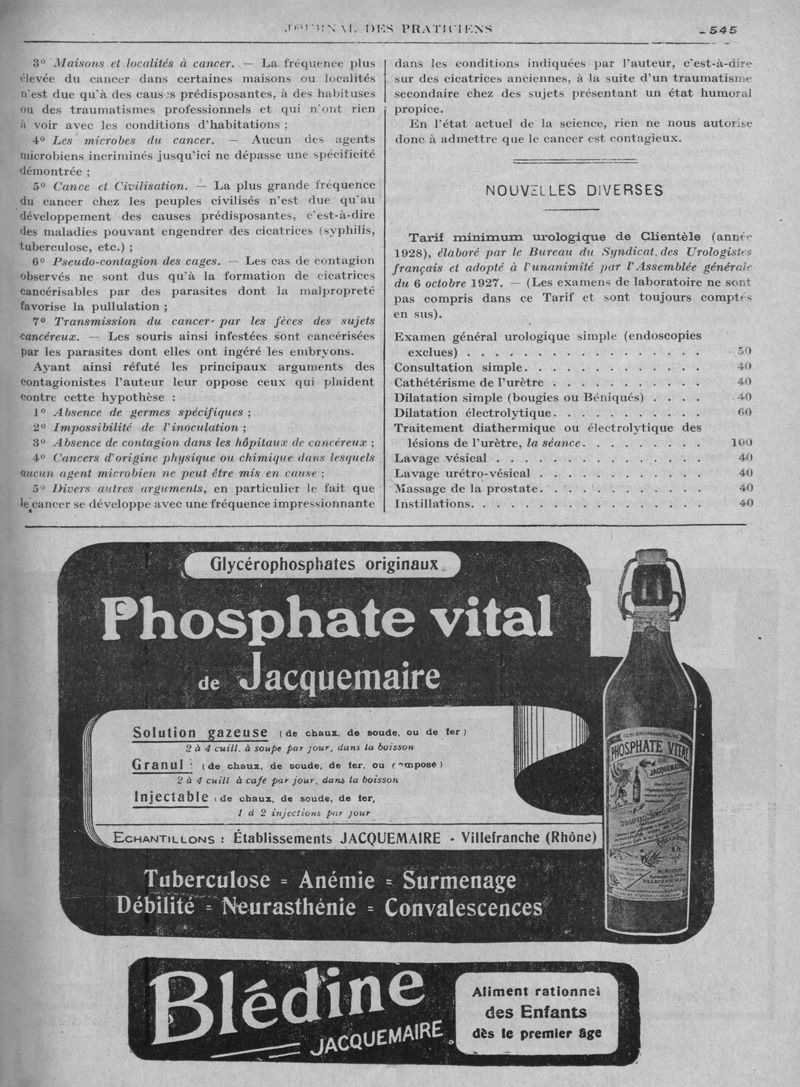 JOURNAL DES PRATICIENS
545
3° Maisons et localités à cancer. — La fréquence plus
élevée du cancer dans certaines maisons ou localités
n'est due qu'à des causes prédisposantes, à des habituses
ou des traumatismes professionnels et qui n'ont rien
à voir avec les conditions d'habitations ;
4° Les microbes du cancer. — Aucun des agents
microbiens incriminés jusqu'ici ne dépasse une spécificité
démontrée ;
5° Cance et Civilisation. — La plus grande fréquence
du cancer chez les peuples civilisés n'est due qu'au
développement des causes prédisposantes, c'est-à-dire
des maladies pouvant engendrer des cicatrices (syphilis,
tuberculose, etc.) ;
6° Pseudo-contagion des cages. — Les cas de contagion
observés ne sont dus qu'à la formation de cicatrices
cancérisables par des parasites dont la malpropreté
favorise la pullulation ;
7° Transmission du cancer par les fèces des sujets
cancéreux. — Les souris ainsi infestées sont cancérisées
par les parasites dont elles ont ingéré les embryons.
Ayant ainsi réfuté les principaux arguments des
contagionistes l'auteur leur oppose ceux qui plaident
contre cette hypothèse :
1° Absence de germes spécifiques ;
2° Impossibilité de l'inoculation ;
3° Absence de contagion dans les hôpitaux de cancéreux ;
4° Cancers d'origine physique ou chimique dans lesquels
aucun agent microbien ne peut être mis en cause ;
5° Divers autres arguments, en particulier le fait que
le cancer se développe avec une fréquence impressionnante
dans les conditions indiquées par l'auteur, c'est-à-dire
sur des cicatrices anciennes, à la suite d'un traumatisme
secondaire chez des sujets présentant un état humoral
propice.
En l'état actuel de la science, rien ne nous autorise
donc à admettre que le cancer est contagieux.
NOUVELLES DIVERSES
Tarif minimum urologique de Clientèle (année
1928), élaboré par le Bureau du Syndicat des Urologistes
français et adopté à l'unanimité par l'Assemblée générale
du 6 octobre 1927. — (Les examens de laboratoire ne sont
pas compris dans ce Tarif et sont toujours comptés
en sus).
Examen général urologique simple (endoscopies
exclues) . . . . . . . . . . . . . . . . . 50
Consultation simple. . . . . . . . . . . . . 40
Cathétérisme de l'urètre . . . . . . . . . . . 40
Dilatation simple (bougies ou Béniqués) . . . . 40
Dilatation électrolytique. . . . . . . . . . . 60
Traitement diathermique ou électrolytique des
lésions de l'urètre, la séance. . . . . . . . . 100
Lavage vésical . . . . . . . . . . . . . . . 40
Lavage urétro-vésical . . . . . . . . . . . . 40
Massage de la prostate. . . . . . . . . . . . 40
Instillations. . . . . . . . . . . . . . . . . 40
Glycérophosphates originaux
Phosphate vital
de Jacquemaire
Solution gazeuse (de chaux, de soude, ou de fer)
2 à 4 cuill. à soupe par jour, dans la boisson
Granul : (de chaux, de soude, de fer, ou composé)
2 à 4 cuill à café par jour, dans la boisson
Injectable (de chaux, de soude, de fer,
1 à 2 injections par jour
ECHANTILLONS : Établissements JACQUEMAIRE - Villefranche (Rhône)
Tuberculose = Anémie = Surmenage
Débilité = Neurasthénie = Convalescences
PHOSPHATE VITAL
DE
JACQUEMAIRE
Blédine
JACQUEMAIRE
Aliment rationnel
des Enfants
dès le premier âge